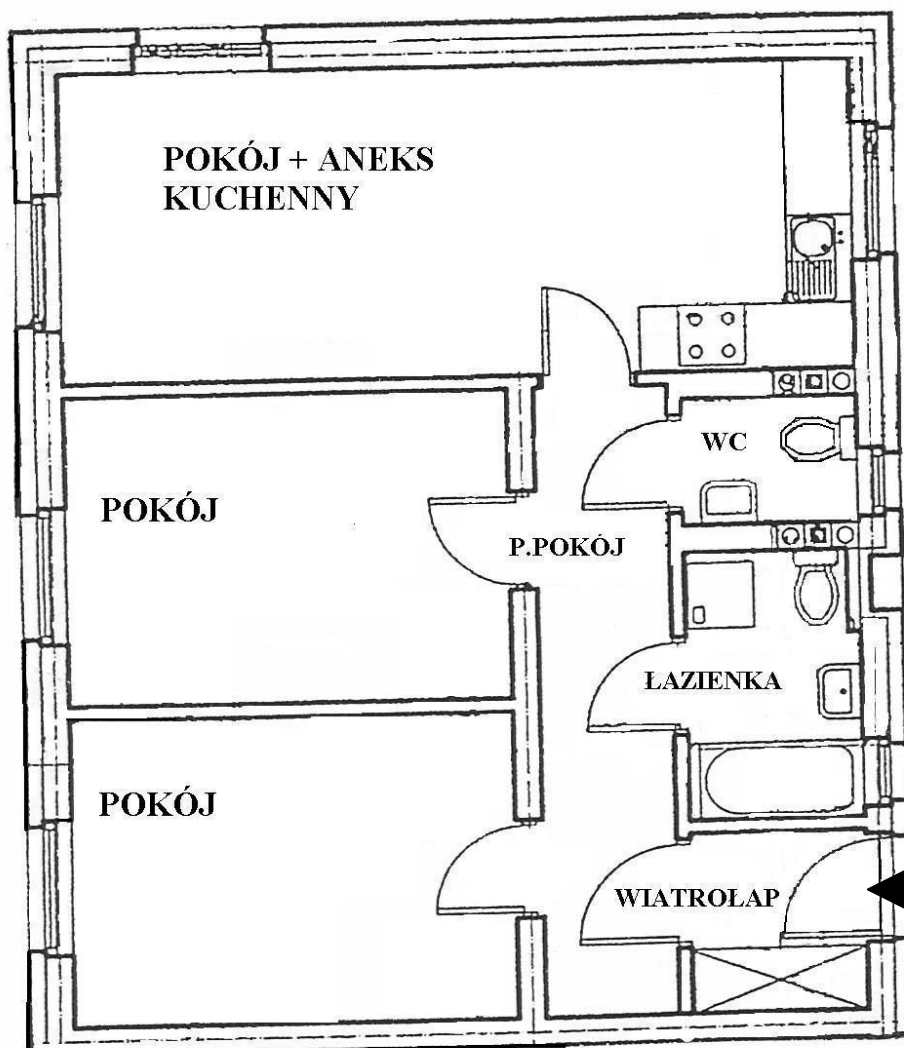 POKÓJ + ANEKS
KUCHENNY
WC
POKÓJ
P.POKÓJ
ŁAZIENKA
POKÓJ
WIATROŁAP